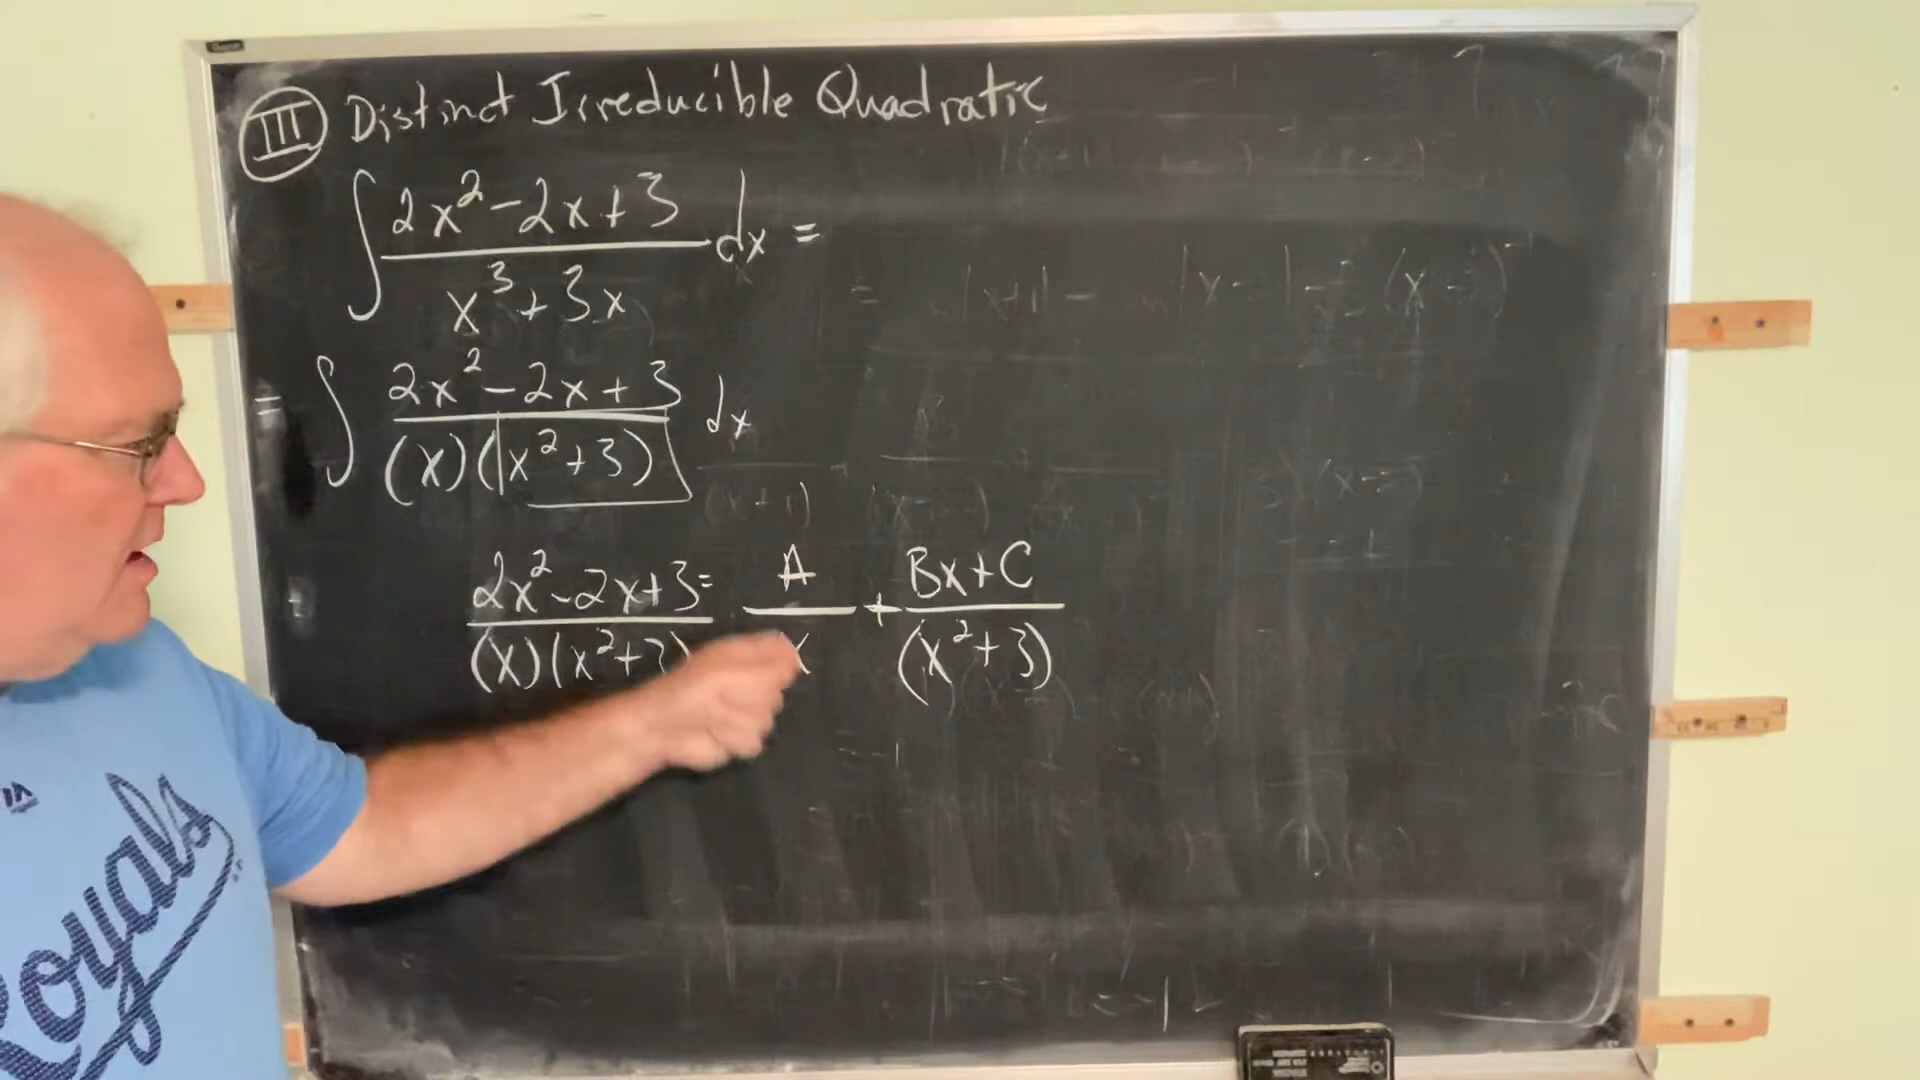 III Distinct Irreducible Quadratic
∫ (2x² - 2x + 3)/(x³ + 3x) dx =
= ∫ (2x² - 2x + 3)/((x)(x² + 3)) dx
(2x² - 2x + 3)/((x)(x² + 3)) = A/x + (Bx + C)/(x² + 3)
Royals